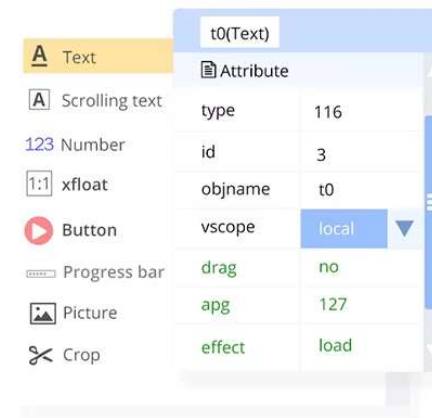 t0(Text)
A Text
Attribute
A Scrolling text
type 116
123 Number
id 3
1:1 xfloat
objname t0
Button
vscope local
Progress bar
drag no
Picture
apg 127
Crop
effect load